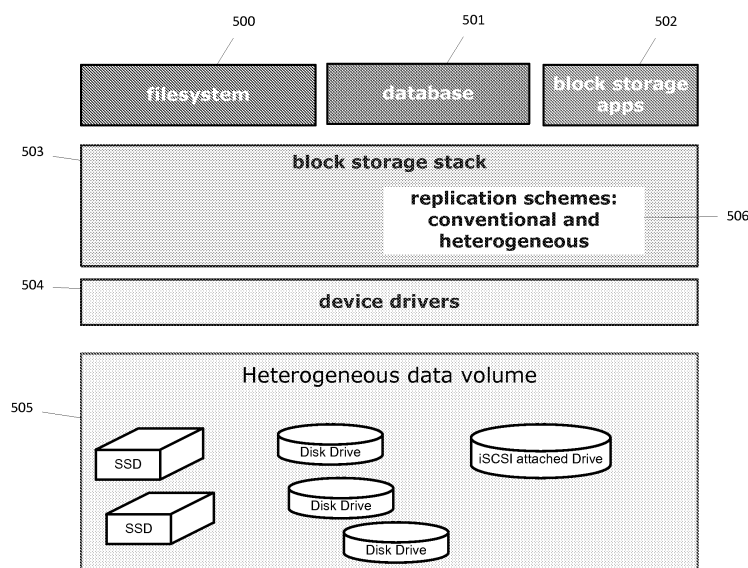 500
501
502
filesystem
database
block storage
apps
503
block storage stack
replication schemes:
conventional and
heterogeneous
506
504
device drivers
Heterogeneous data volume
505
SSD
Disk Drive
iSCSI attached Drive
SSD
Disk Drive
Disk Drive